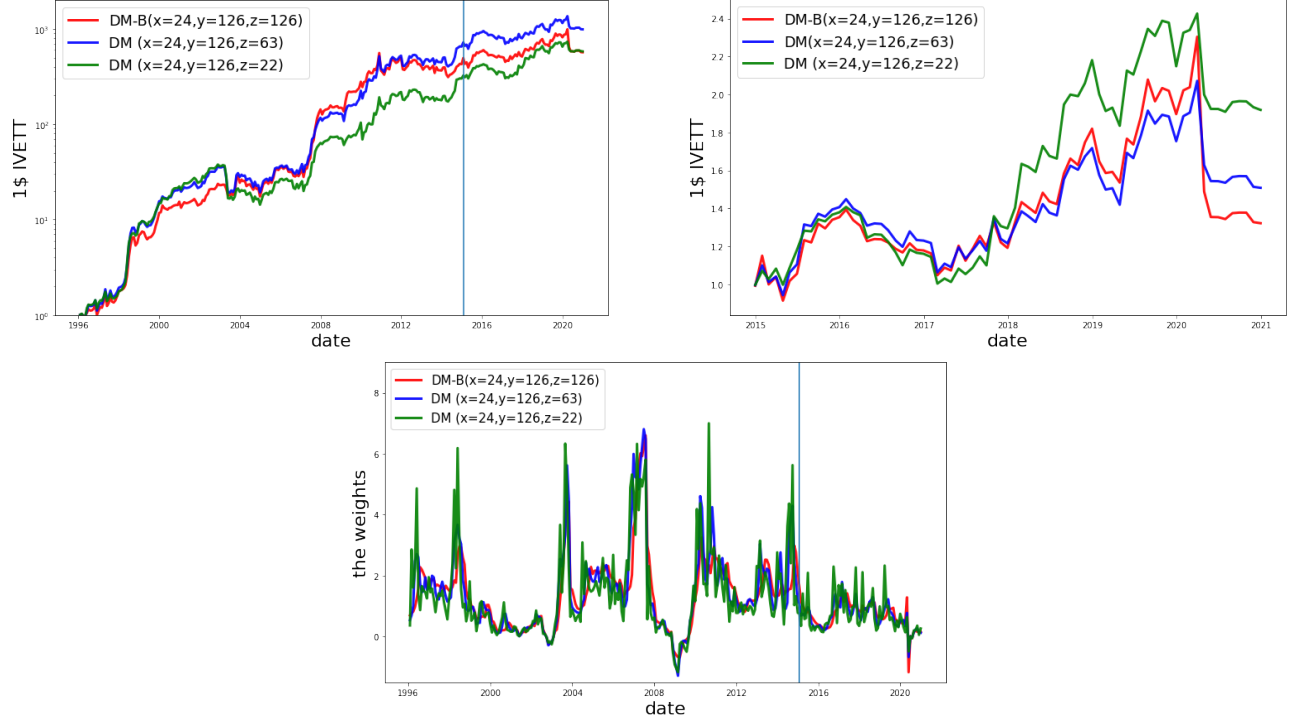 DM-B(x=24,y=126,z=126)
DM (x=24,y=126,z=63)
DM (x=24,y=126,z=22)
1$ IVETT
10³
10²
10¹
10⁰
1996
2000
2004
2008
2012
2016
2020
date
DM-B(x=24,y=126,z=126)
DM(x=24,y=126,z=63)
DM (x=24,y=126,z=22)
1$ IVETT
2.4
2.2
2.0
1.8
1.6
1.4
1.2
1.0
2015
2016
2017
2018
2019
2020
2021
date
DM-B(x=24,y=126,z=126)
DM (x=24,y=126,z=63)
DM (x=24,y=126,z=22)
the weights
8
6
4
2
0
1996
2000
2004
2008
2012
2016
2020
date